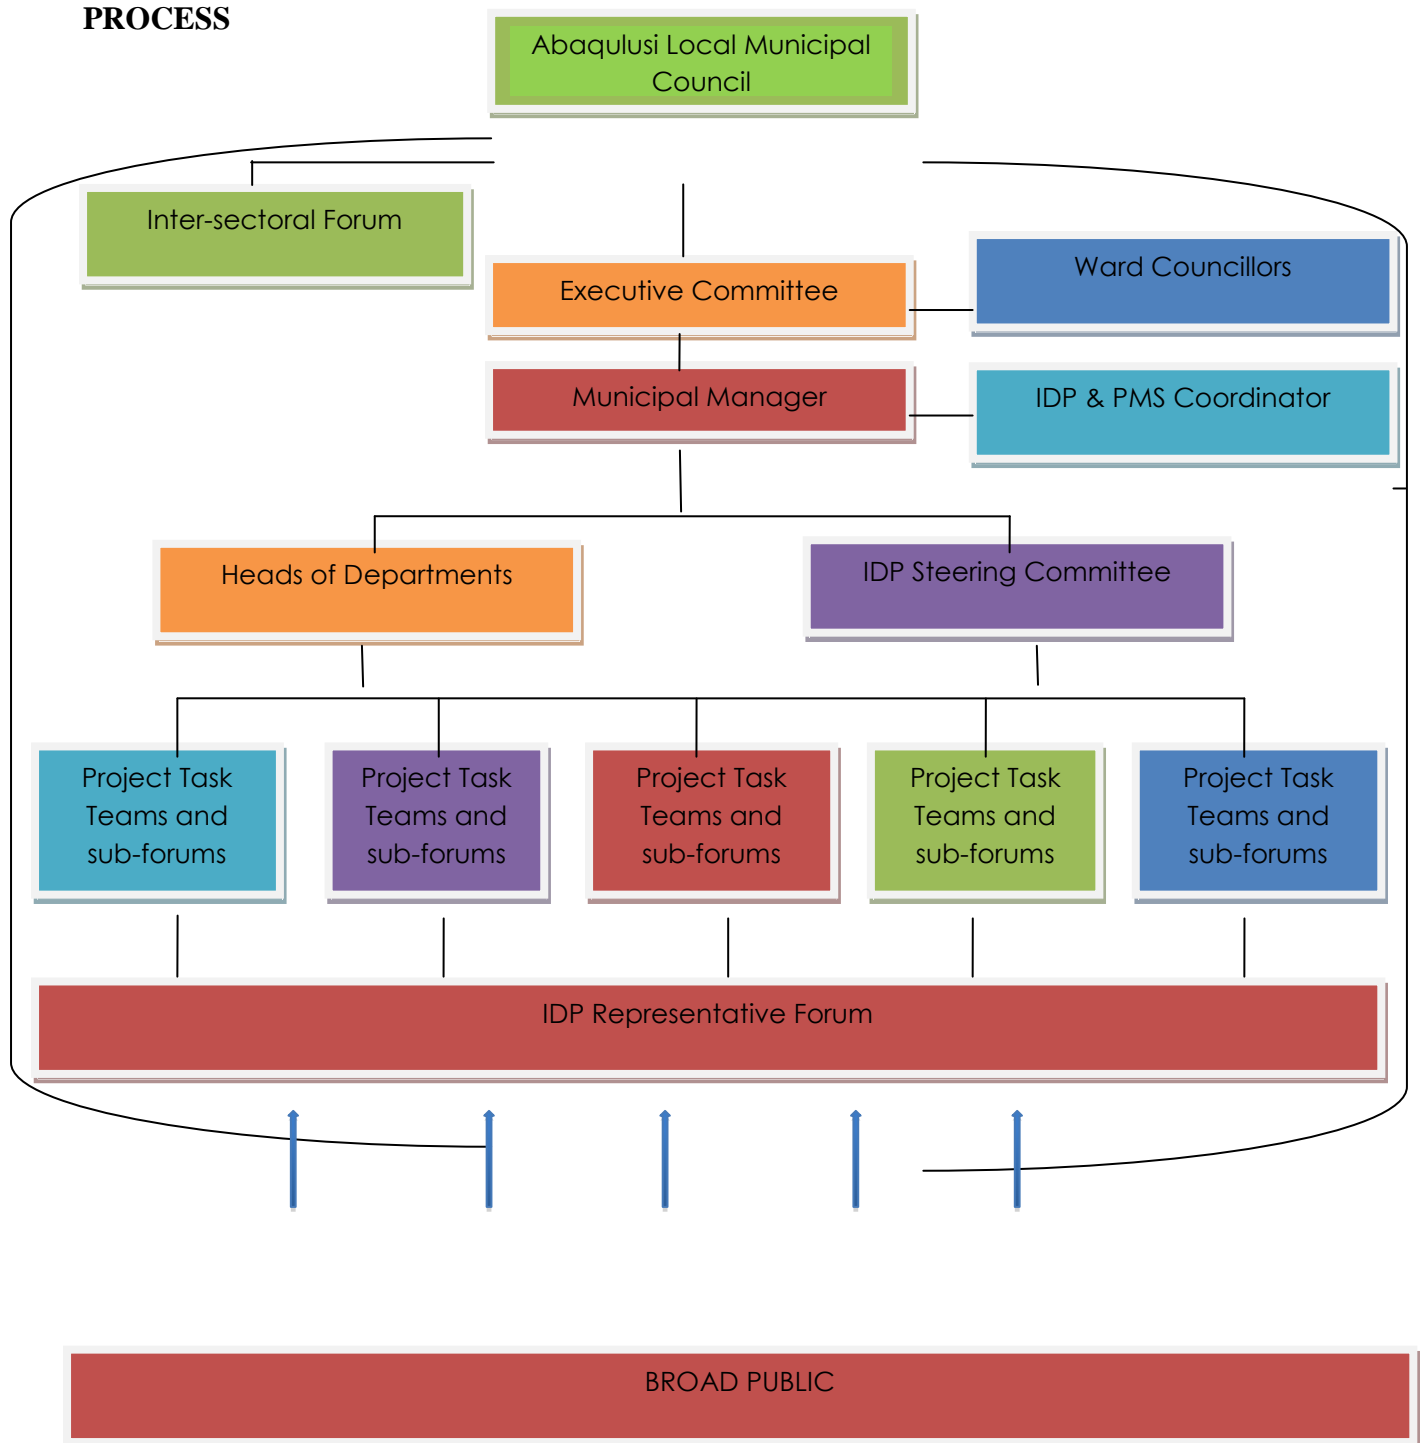 PROCESS
Abaqulusi Local Municipal
Council
Inter-sectoral Forum
Executive Committee
Ward Councillors
Municipal Manager
IDP & PMS Coordinator
Heads of Departments
IDP Steering Committee
Project Task
Teams and
sub-forums
Project Task
Teams and
sub-forums
Project Task
Teams and
sub-forums
Project Task
Teams and
sub-forums
Project Task
Teams and
sub-forums
IDP Representative Forum
BROAD PUBLIC